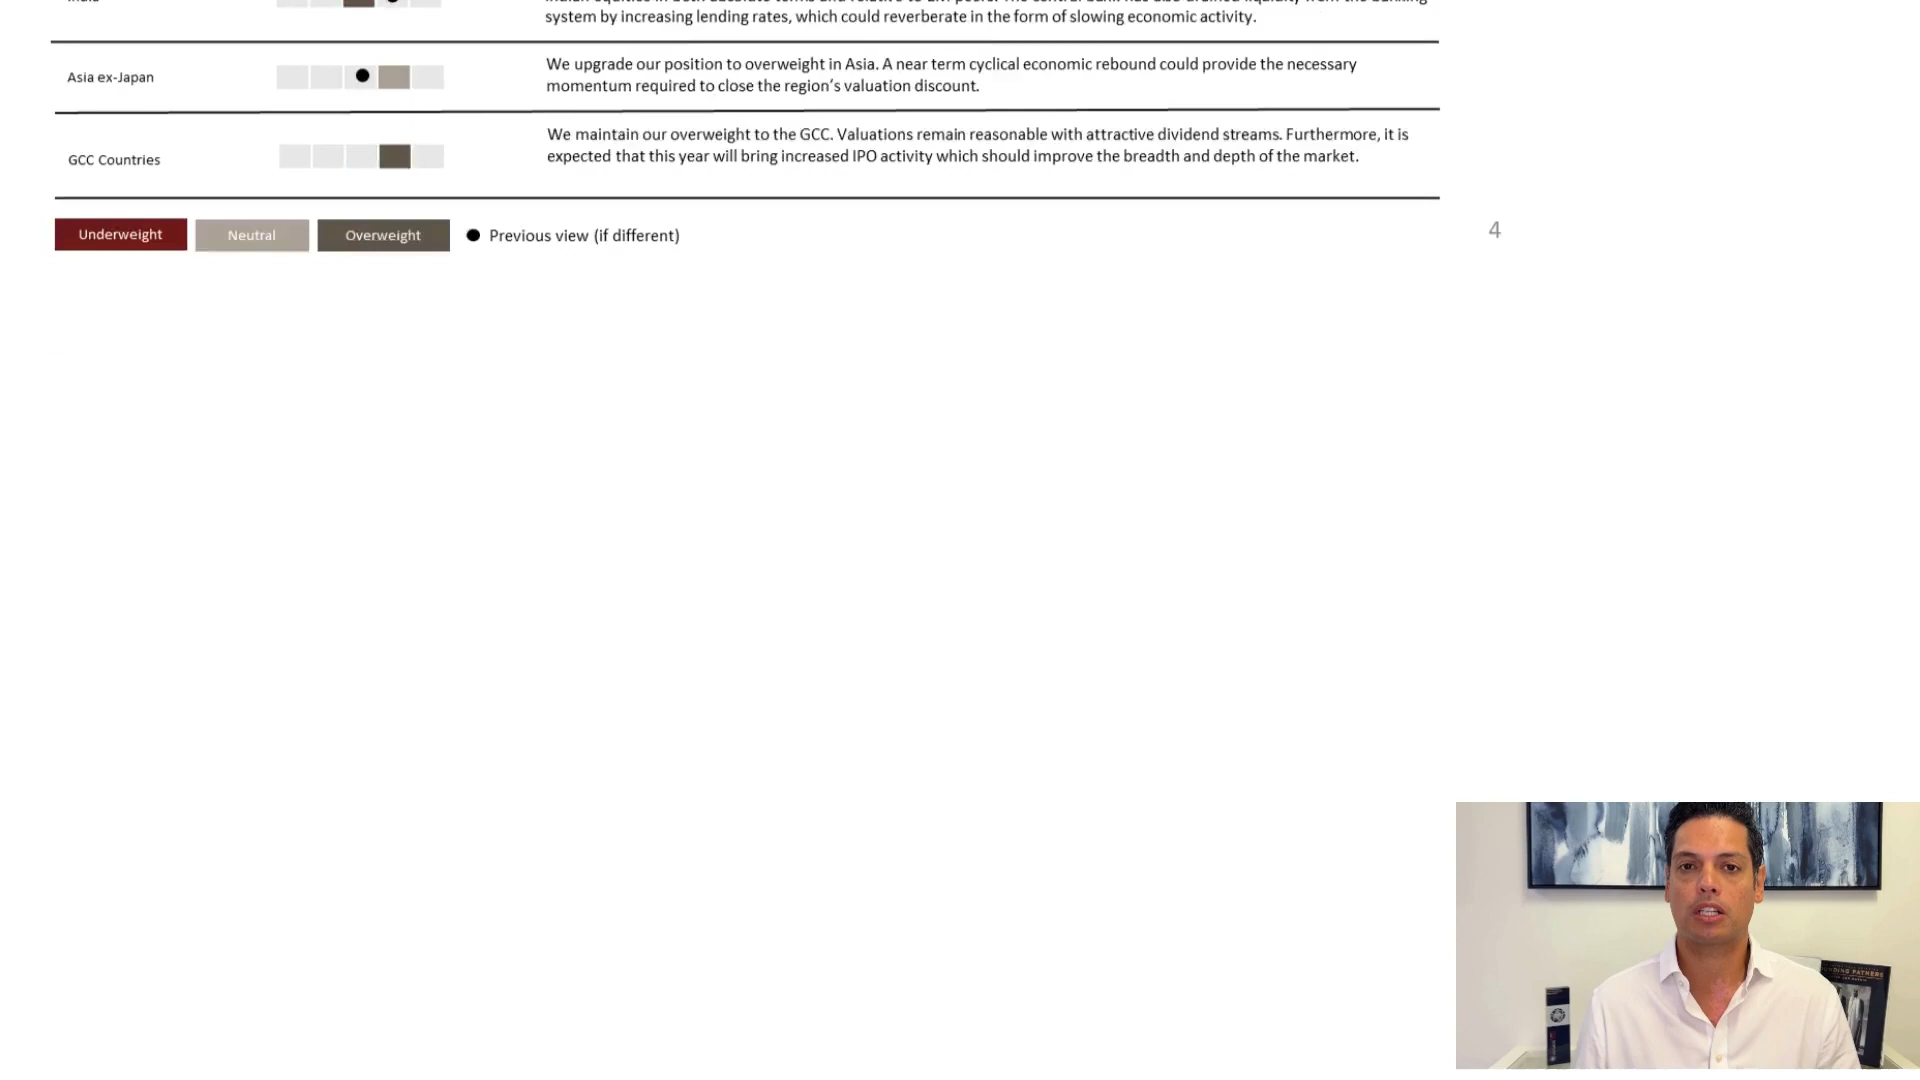 system by increasing lending rates, which could reverberate in the form of slowing economic activity.
Asia ex-Japan
We upgrade our position to overweight in Asia. A near term cyclical economic rebound could provide the necessary
momentum required to close the region’s valuation discount.
GCC Countries
We maintain our overweight to the GCC. Valuations remain reasonable with attractive dividend streams. Furthermore, it is
expected that this year will bring increased IPO activity which should improve the breadth and depth of the market.
Underweight
Neutral
Overweight
Previous view (if different)
4